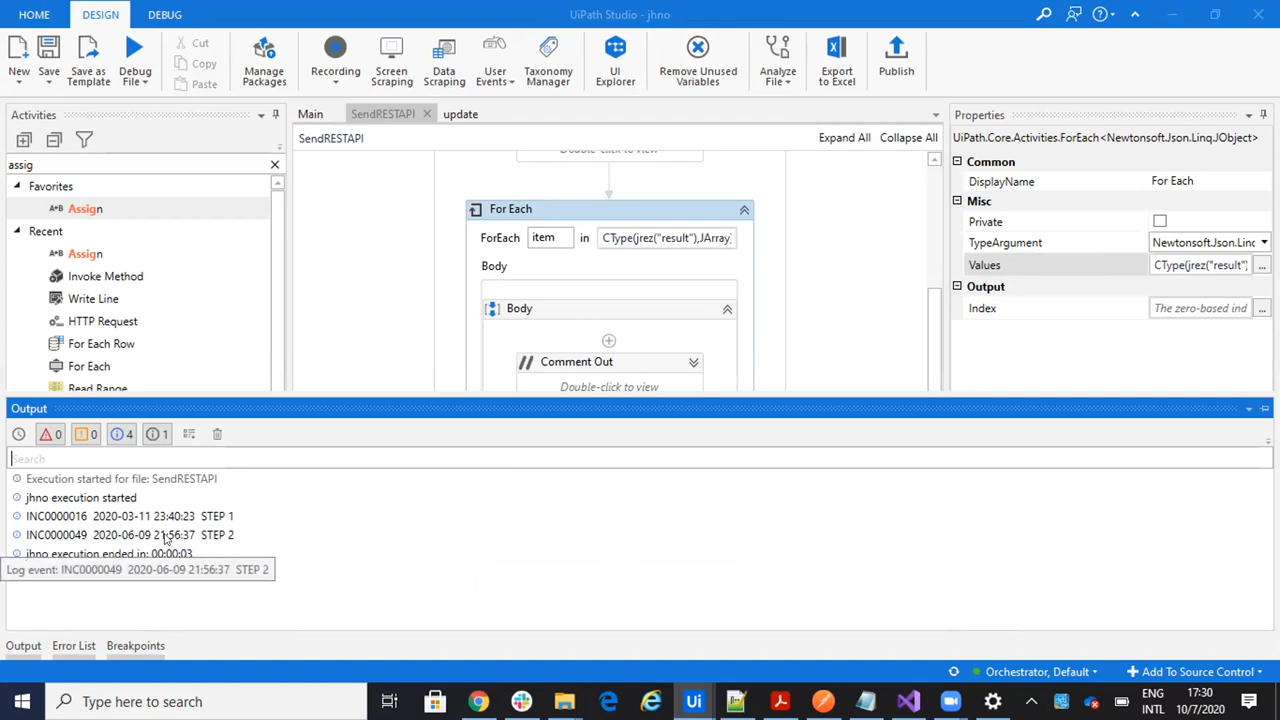 HOME DESIGN DEBUG UiPath Studio - jhno
New Save Save as Template Debug File Cut Copy Paste Manage Packages Recording Screen Scraping Data Scraping User Events Taxonomy Manager UI Explorer Remove Unused Variables Analyze File Export to Excel Publish
Activities
assig
Favorites
A+B Assign
Recent
A+B Assign
Invoke Method
Write Line
HTTP Request
For Each Row
For Each
Read Range
Main SendRESTAPI update
SendRESTAPI Expand All Collapse All
Double-click to view
For Each
ForEach item in CType(jrez("result"),JArray)
Body
Body
Comment Out
Double-click to view
Properties
UiPath.Core.Activities.ForEach<Newtonsoft.Json.Linq.JObject>
Common
DisplayName For Each
Misc
Private
TypeArgument Newtonsoft.Json.Linq
Values CType(jrez("result") ...
Output
Index The zero-based ind ...
Output
0 0 4 1
Search
Execution started for file: SendRESTAPI
jhno execution started
INC0000016 2020-03-11 23:40:23 STEP 1
INC0000049 2020-06-09 21:56:37 STEP 2
jhno execution ended in: 00:00:03
Log event: INC0000049 2020-06-09 21:56:37 STEP 2
Output Error List Breakpoints
Orchestrator, Default Add To Source Control
Type here to search
Ui
ENG
INTL
17:30
10/7/2020